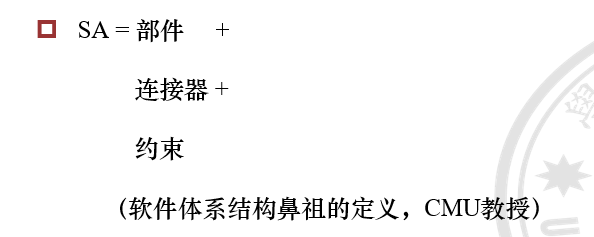 SA = 部件 +
连接器 +
约束
(软件体系结构鼻祖的定义，CMU教授)